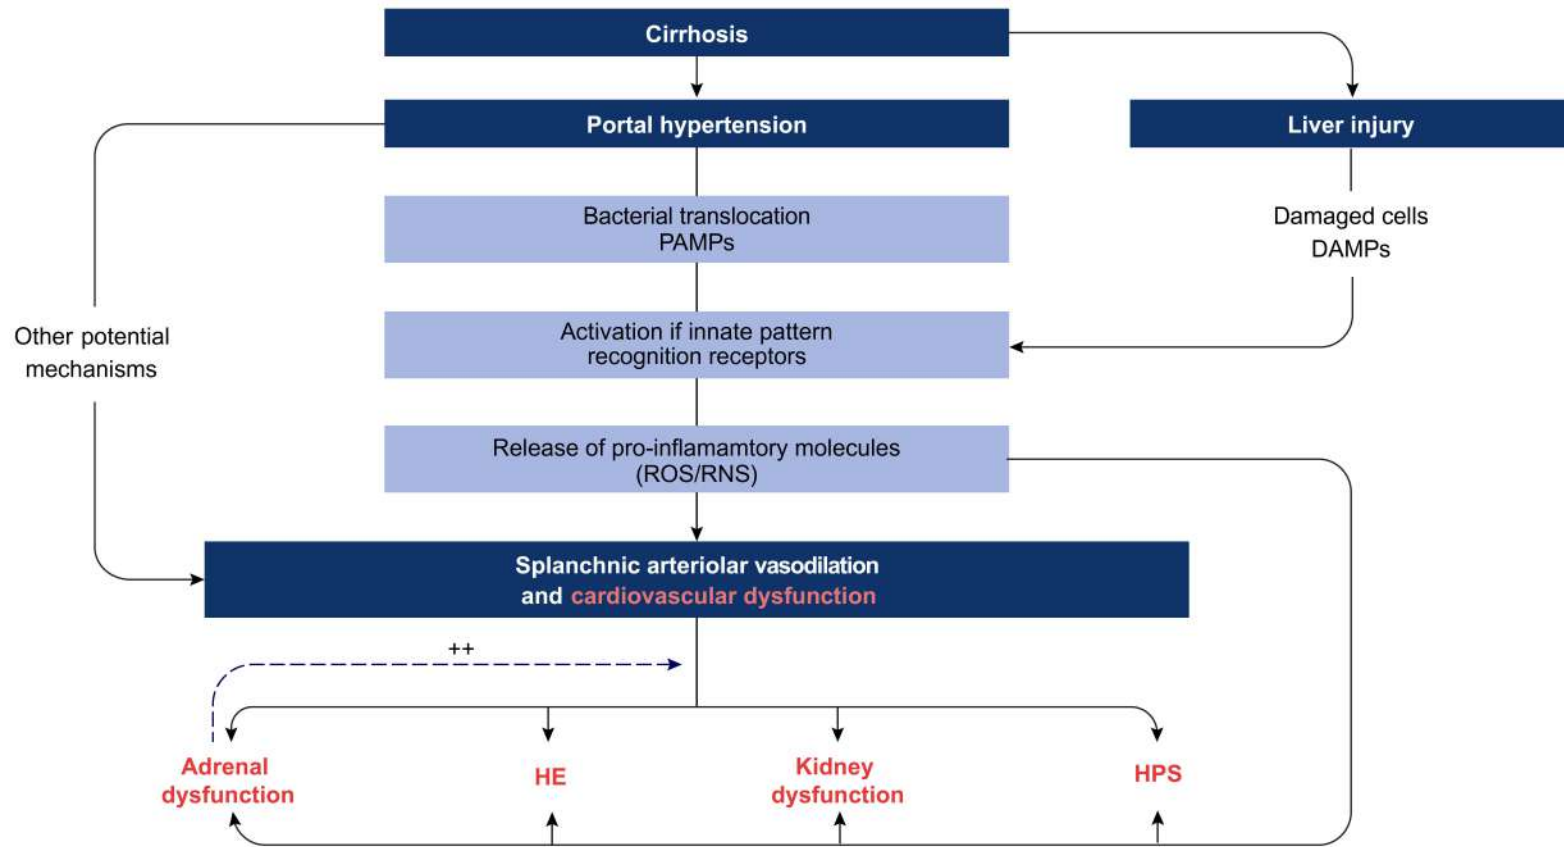 Cirrhosis
Portal hypertension
Liver injury
Bacterial translocation
PAMPs
Damaged cells
DAMPs
Activation if innate pattern
recognition receptors
Other potential
mechanisms
Release of pro-inflamamtory molecules
(ROS/RNS)
Splanchnic arteriolar vasodilation
and cardiovascular dysfunction
++
Adrenal
dysfunction
HE
Kidney
dysfunction
HPS